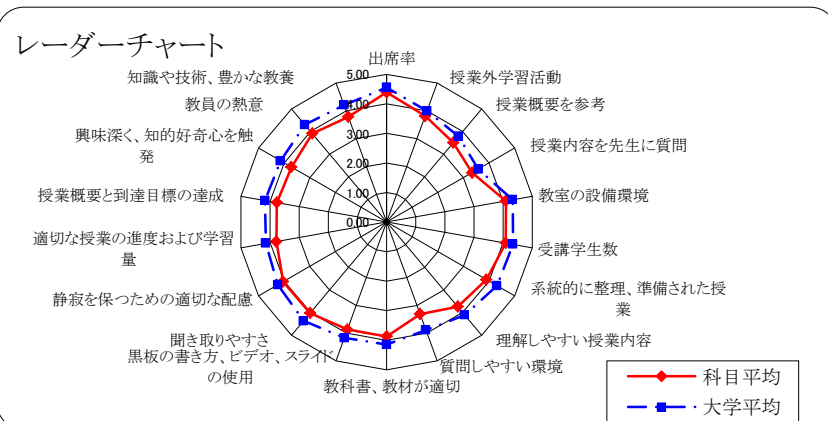 レーダーチャート
出席率
授業外学習活動
授業概要を参考
授業内容を先生に質問
教室の設備環境
受講学生数
系統的に整理、準備された授
業
理解しやすい授業内容
質問しやすい環境
教科書、教材が適切
黒板の書き方、ビデオ、スライド
の使用
聞き取りやすさ
静寂を保つための適切な配慮
適切な授業の進度および学習
量
授業概要と到達目標の達成
興味深く、知的好奇心を触
発
教員の熱意
知識や技術、豊かな教養
5.00
4.00
3.00
2.00
1.00
0.00
科目平均
大学平均